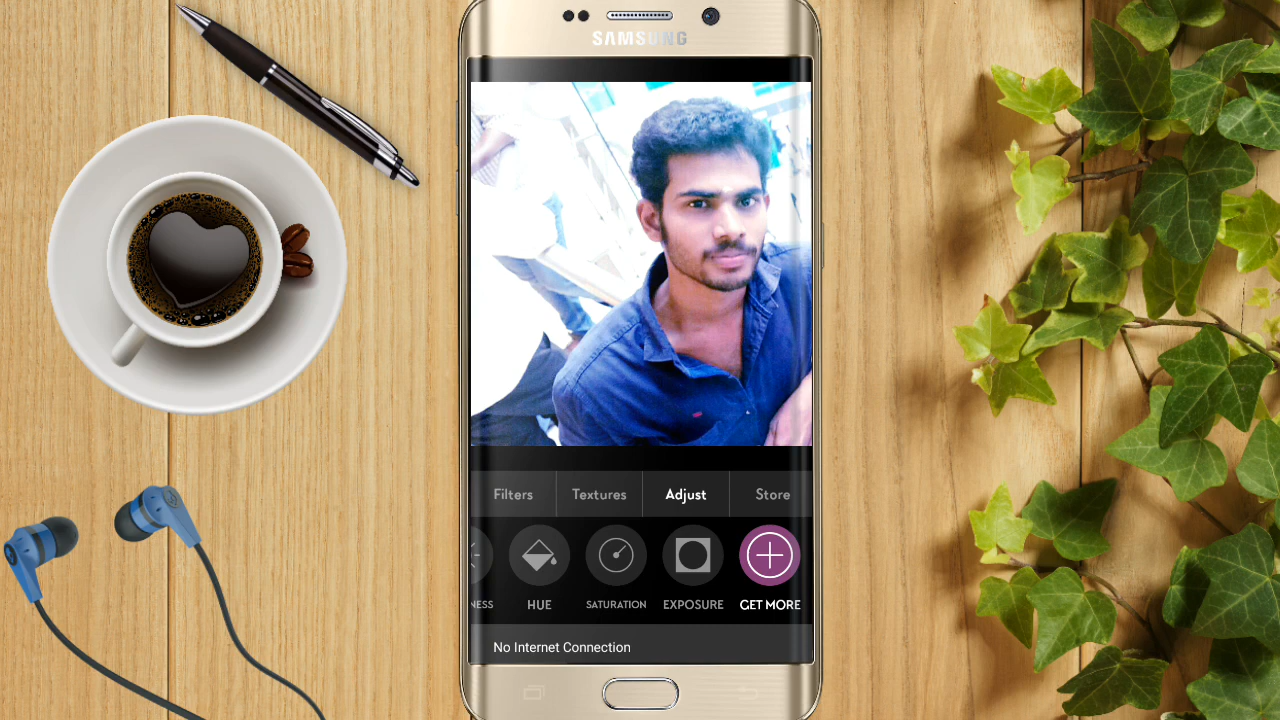 SAMSUNG
Filters Textures Adjust Store
NESS HUE SATURATION EXPOSURE GET MORE
No Internet Connection